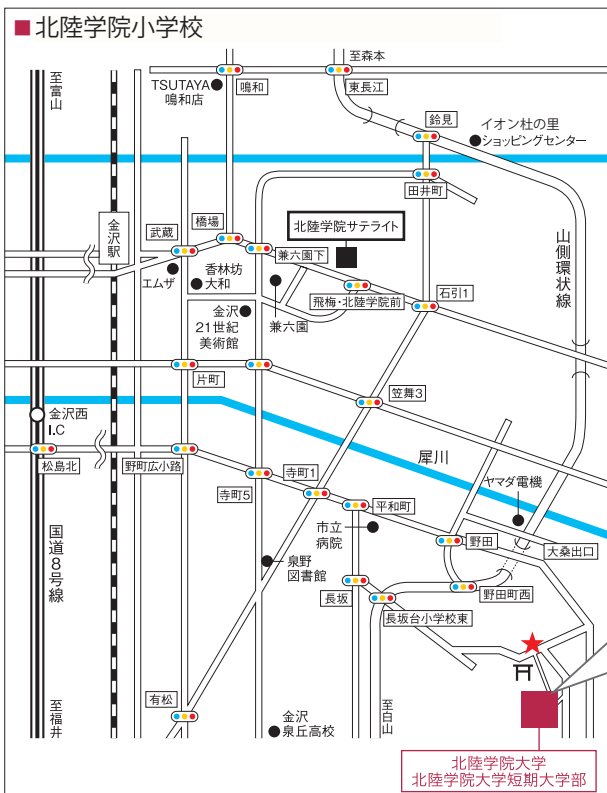 北陸学院小学校
至森本
至富山
TSUTAYA
鳴和店
鳴和
東長江
鈴見
イオン杜の里
ショッピングセンター
田井町
金沢駅
武蔵
橋場
北陸学院サテライト
兼六園下
山側環状線
エムザ
香林坊
大和
兼六園
飛梅・北陸学院前
石引1
金沢
21世紀
美術館
片町
笠舞3
金沢西
I.C
松島北
野町広小路
寺町5
寺町1
犀川
ヤマダ電機
平和町
市立
病院
野田
大桑出口
国道8号線
泉野
図書館
長坂
野田町西
長坂台小学校東
至福井
有松
金沢
泉丘高校
至白山
北陸学院大学
北陸学院大学短期大学部